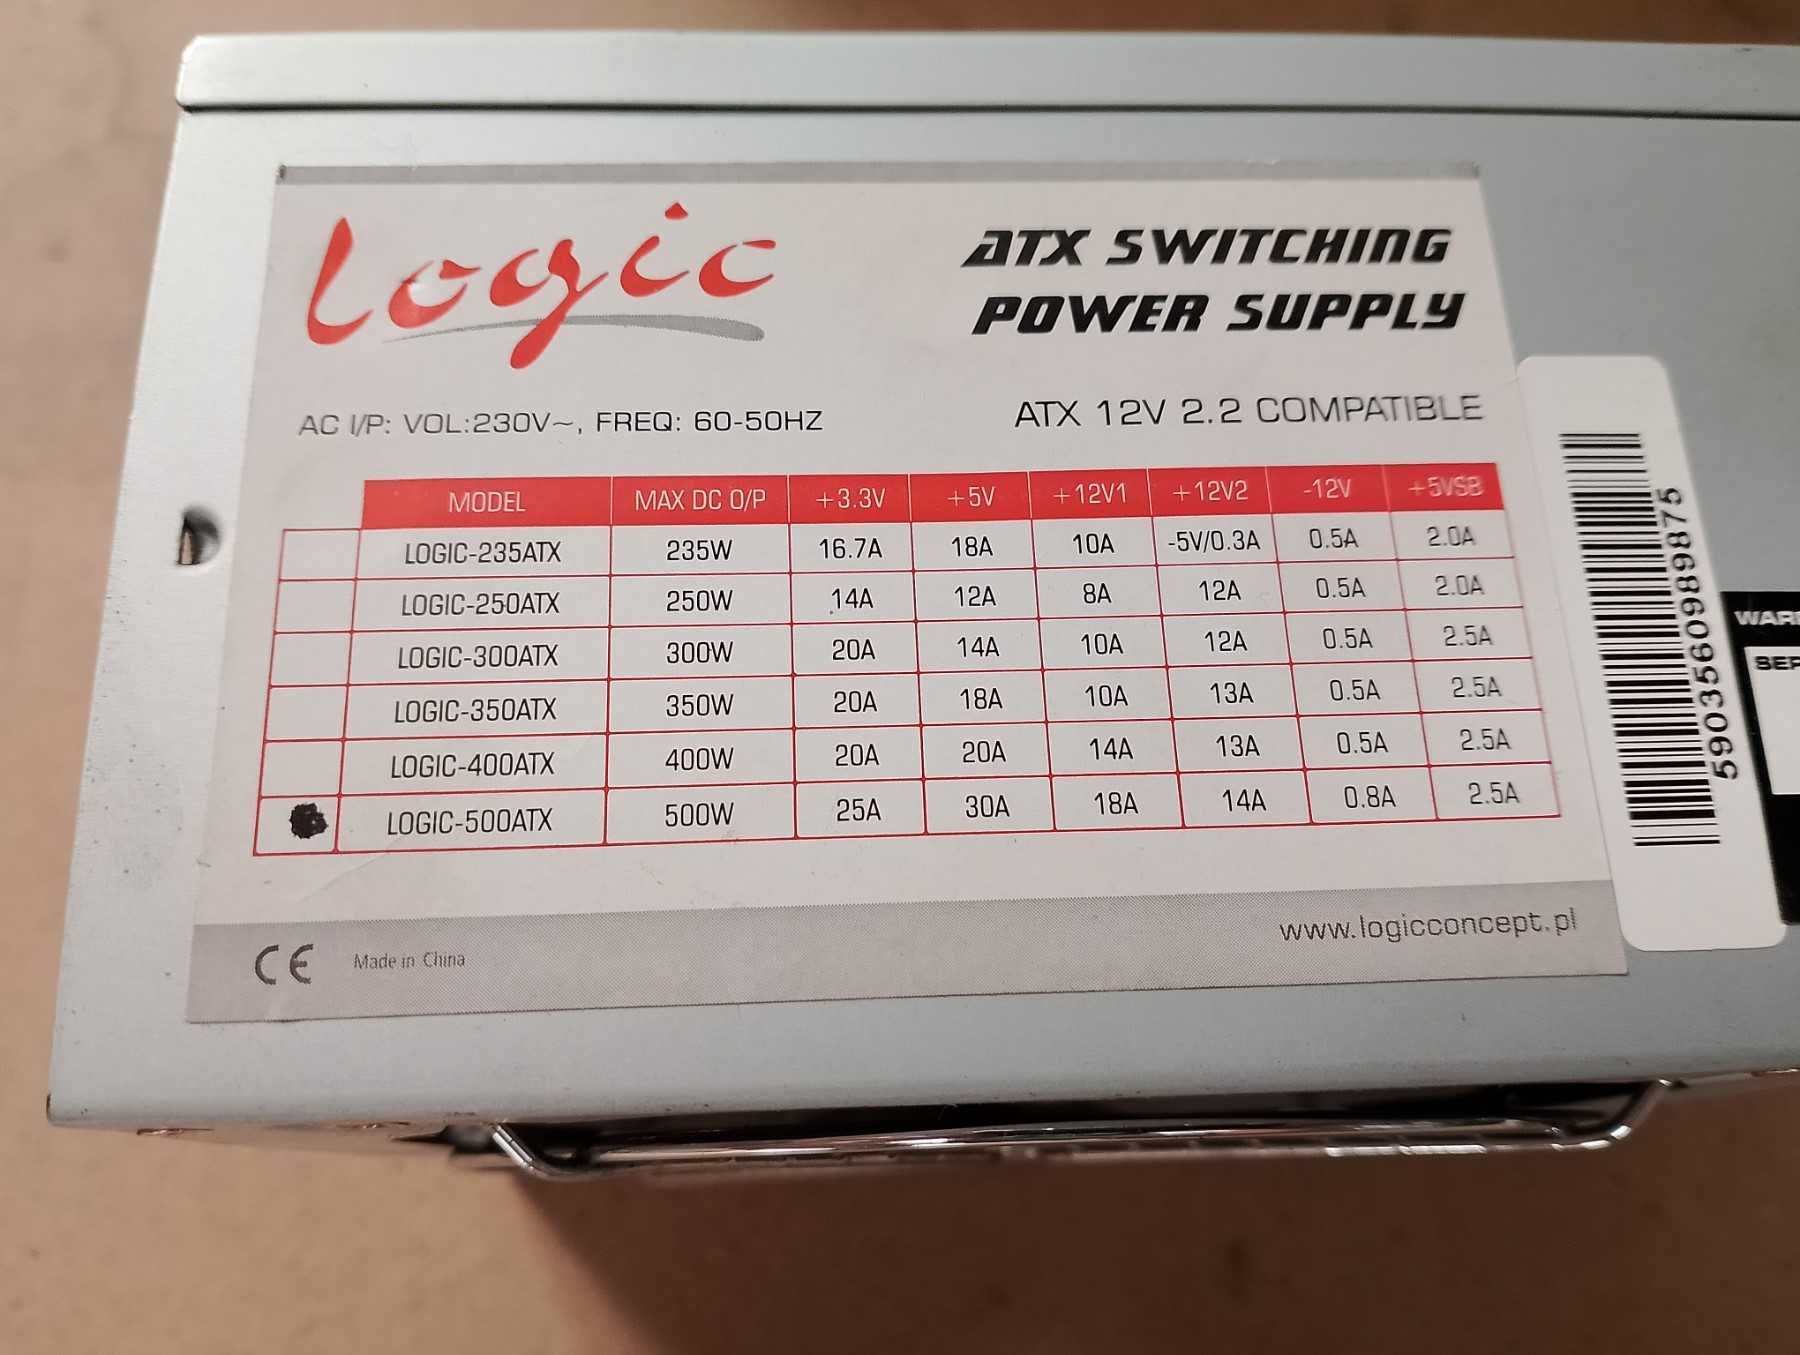 Logic
ATX SWITCHING
POWER SUPPLY
AC I/P: VOL:230V~, FREQ: 60-50HZ
ATX 12V 2.2 COMPATIBLE
MODEL MAX DC O/P +3.3V +5V +12V1 +12V2 -12V +5VSB
LOGIC-235ATX 235W 16.7A 18A 10A -5V/0.3A 0.5A 2.0A
LOGIC-250ATX 250W 14A 12A 8A 12A 0.5A 2.0A
LOGIC-300ATX 300W 20A 14A 10A 12A 0.5A 2.5A
LOGIC-350ATX 350W 20A 18A 10A 13A 0.5A 2.5A
LOGIC-400ATX 400W 20A 20A 14A 13A 0.5A 2.5A
LOGIC-500ATX 500W 25A 30A 18A 14A 0.8A 2.5A
CE Made in China
www.logicconcept.pl
5903560989875